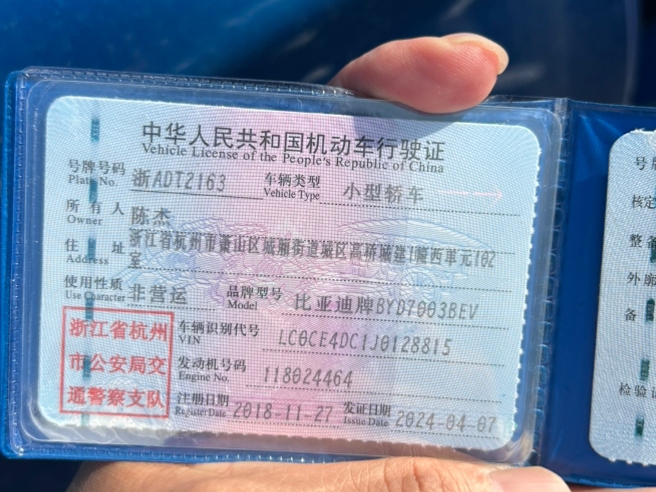 中华人民共和国机动车行驶证
Vehicle License of the People's Republic of China
号牌号码 浙ADT2163 车辆类型 小型轿车
Plate No. Vehicle Type
所有人 陈杰
Owner
住址 浙江省杭州市萧山区城厢街道城区高桥城建1幢西单元102
Address 室
使用性质 非营运 品牌型号 比亚迪牌BYD7003BEV
Use Character Model
浙江省杭州
市公安局交
通警察支队
车辆识别代号 LC0CE4DC1J0128815
VIN
发动机号码 118024464
Engine No.
注册日期 2018-11-27 发证日期 2024-04-07
Register Date Issue Date
号牌
核定
整备
外廓
备
检验